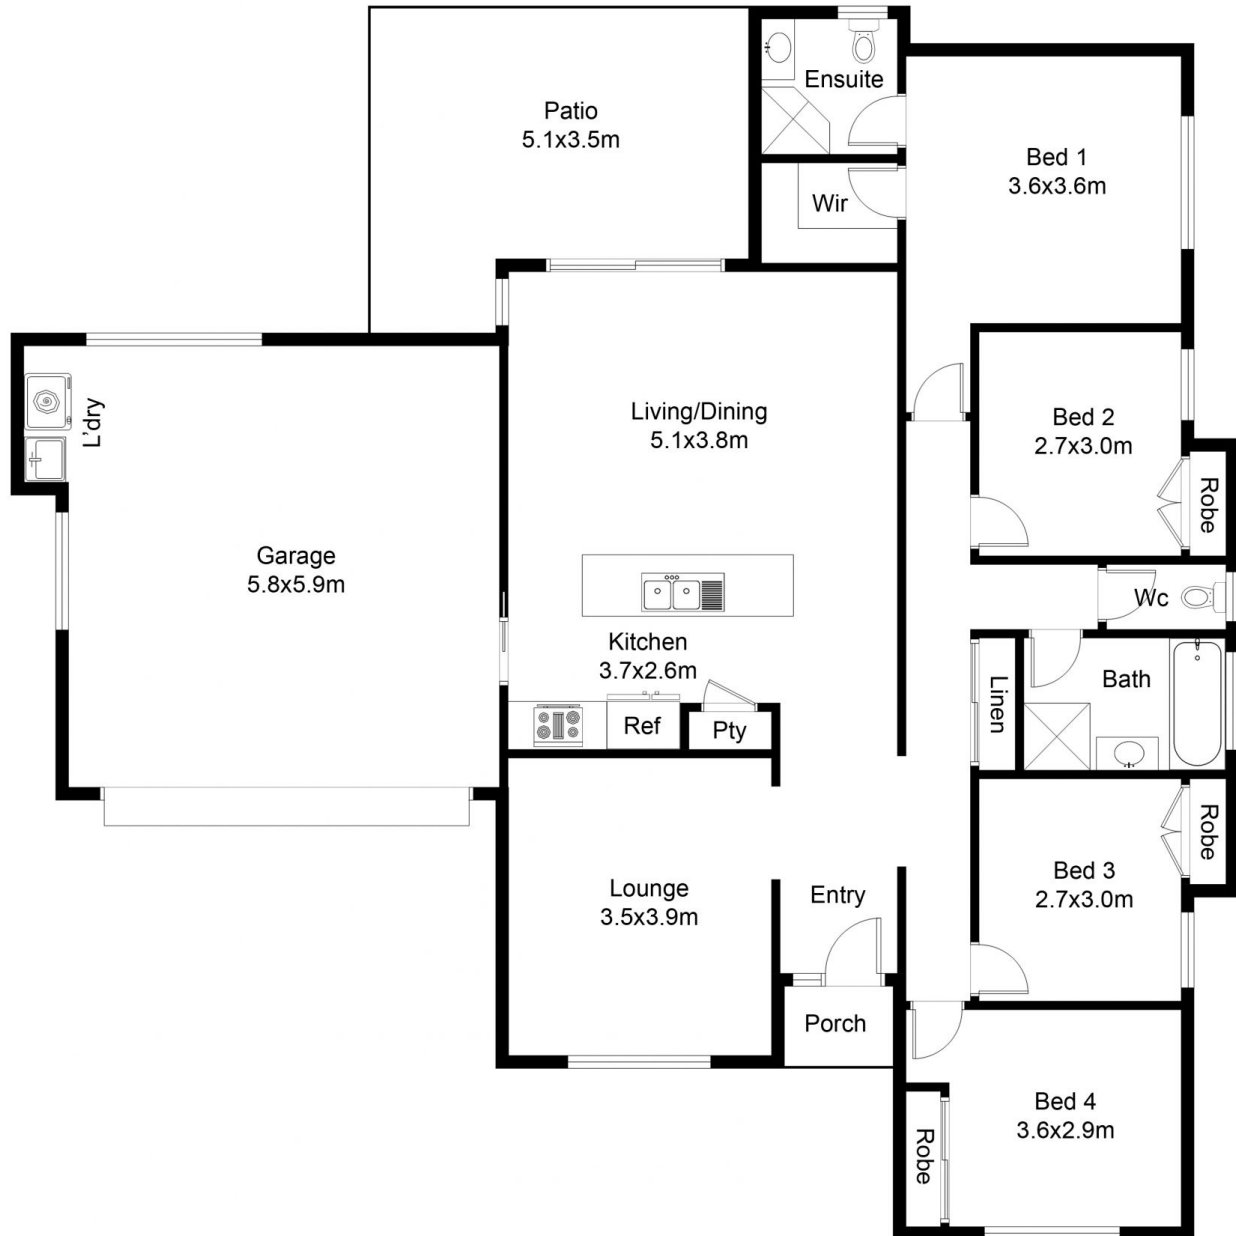 Ensuite
Patio
5.1x3.5m
Bed 1
3.6x3.6m
Wir
Living/Dining
5.1x3.8m
Bed 2
2.7x3.0m
L'dry
Robe
Garage
5.8x5.9m
Wc
Kitchen
3.7x2.6m
Linen
Bath
Ref
Pty
Robe
Bed 3
2.7x3.0m
Lounge
3.5x3.9m
Entry
Porch
Bed 4
3.6x2.9m
Robe